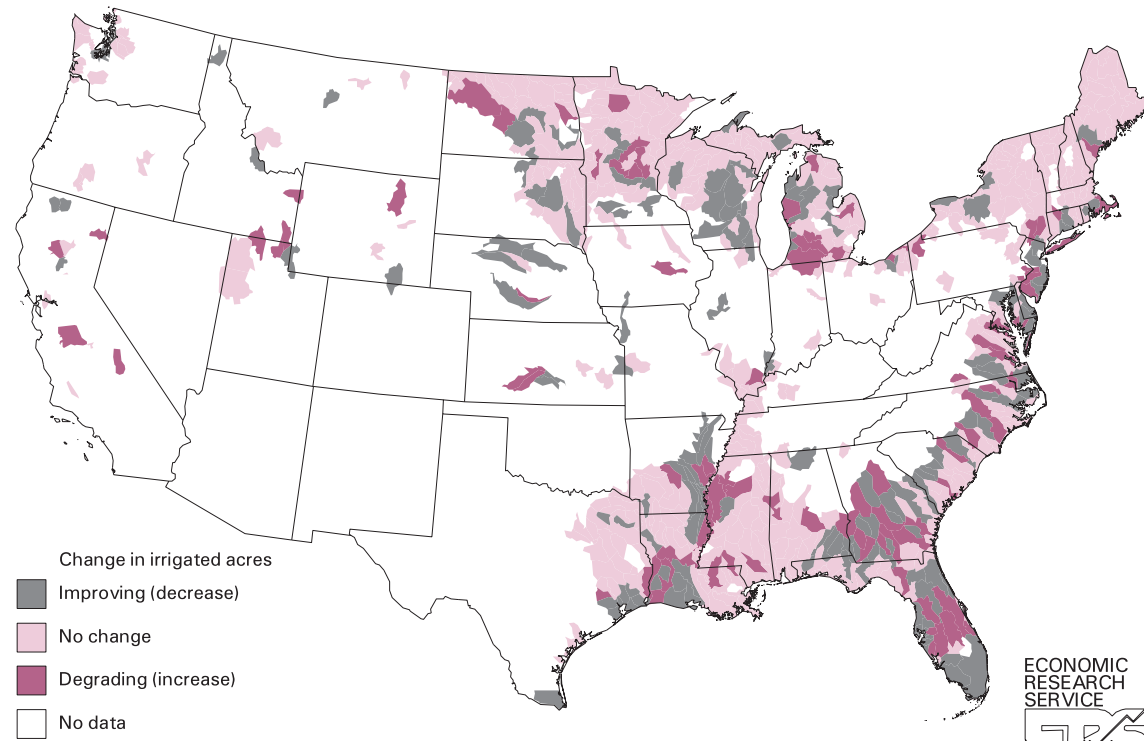 Change in irrigated acres
Improving (decrease)
No change
Degrading (increase)
No data
ECONOMIC
RESEARCH
SERVICE